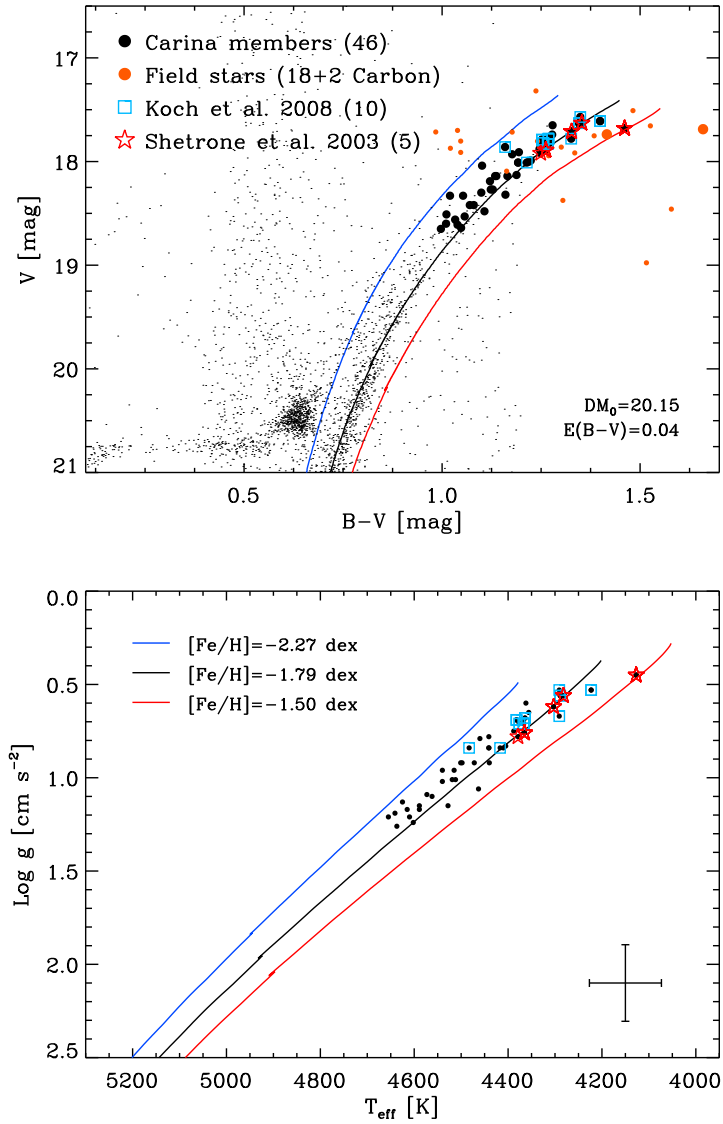 16.5
Carina members (46)
Field stars (18+2 Carbon)
Koch et al. 2008 (10)
Shetrone et al. 2003 (5)
17
18
V [mag]
19
20
DM₀=20.15
E(B−V)=0.04
21
0.5 1.0 1.5
B−V [mag]
0.0
[Fe/H]=−2.27 dex
[Fe/H]=−1.79 dex
[Fe/H]=−1.50 dex
0.5
Log g [cm s⁻²]
1.0
1.5
2.0
2.5
5200 5000 4800 4600 4400 4200 4000
T_eff [K]